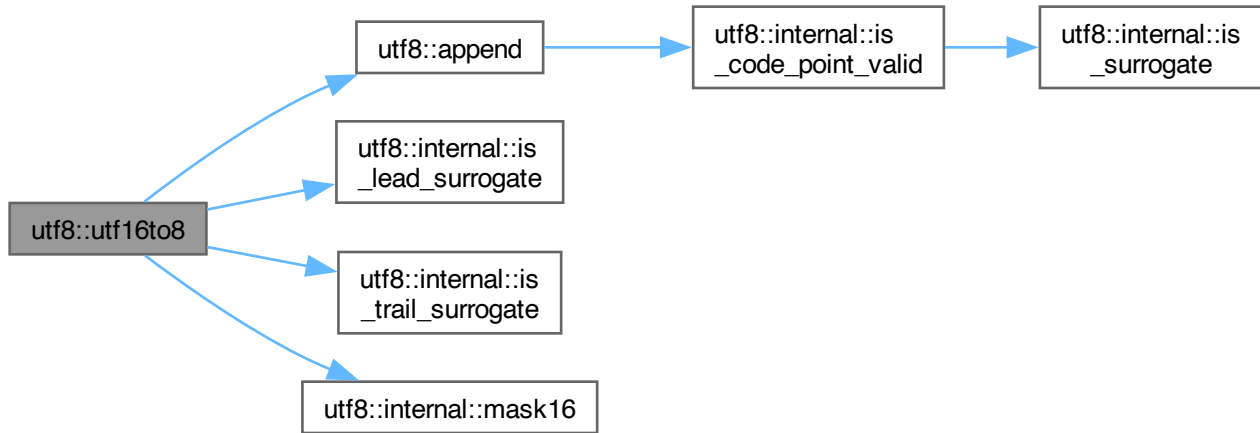 utf8::append
utf8::internal::is
_code_point_valid
utf8::internal::is
_surrogate
utf8::internal::is
_lead_surrogate
utf8::utf16to8
utf8::internal::is
_trail_surrogate
utf8::internal::mask16